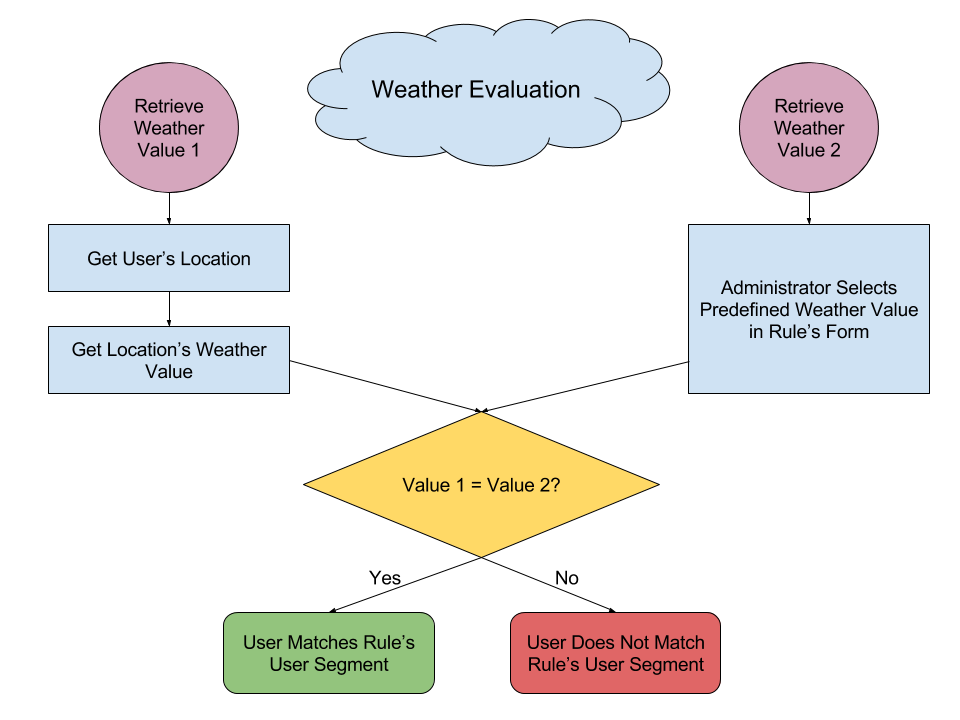 Weather Evaluation
Retrieve
Weather
Value 1
Retrieve
Weather
Value 2
Get User's Location
Get Location's Weather
Value
Administrator Selects
Predefined Weather Value
in Rule's Form
Value 1 = Value 2?
Yes
No
User Matches Rule's
User Segment
User Does Not Match
Rule's User Segment